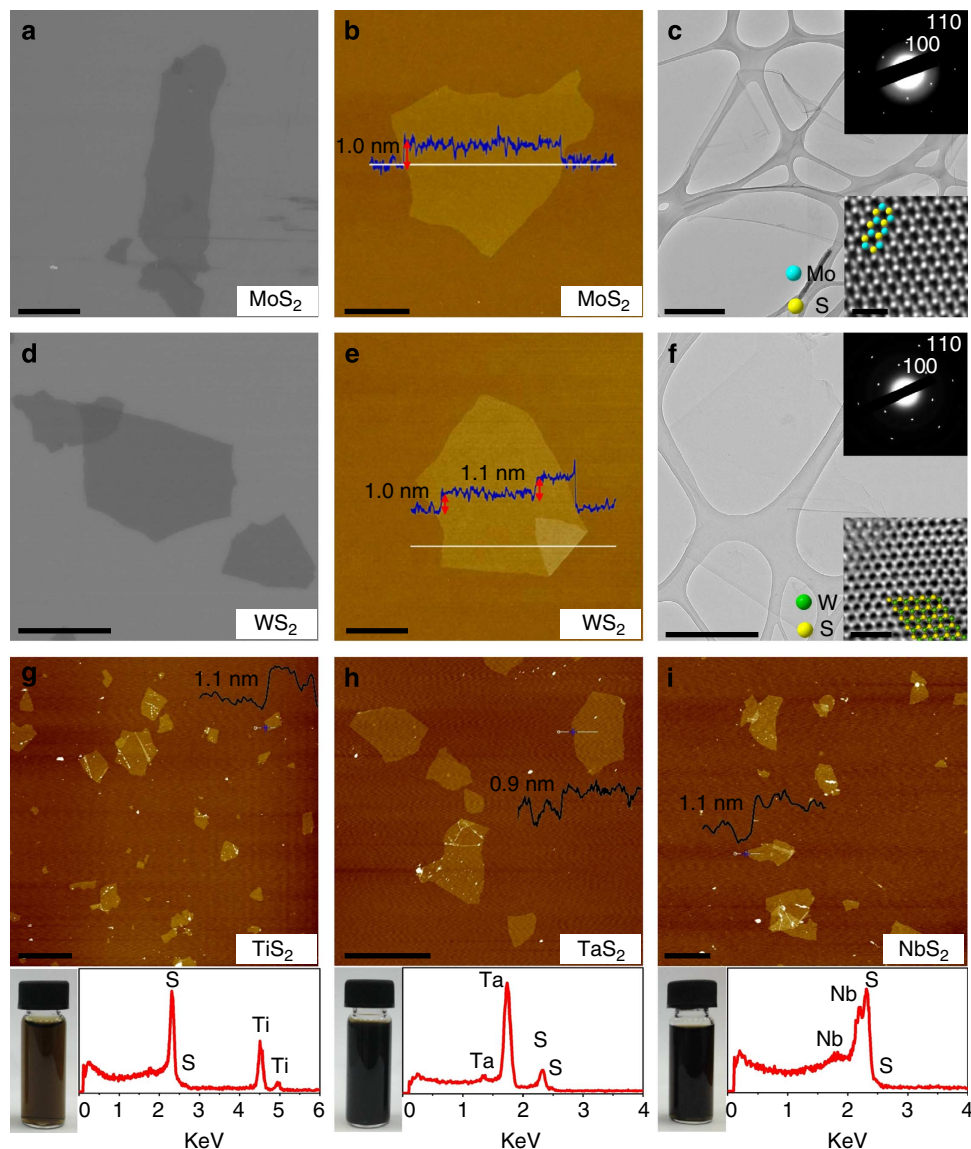 a
MoS2
b
1.0 nm
MoS2
c
110
100
Mo
S
d
WS2
e
1.0 nm
1.1 nm
WS2
f
110
100
W
S
g
1.1 nm
TiS2
h
0.9 nm
TaS2
i
1.1 nm
NbS2
S
S
Ti
Ti
0 1 2 3 4 5 6
KeV
Ta
Ta
S
S
0 1 2 3 4
KeV
Nb
Nb
S
S
0 1 2 3 4
KeV